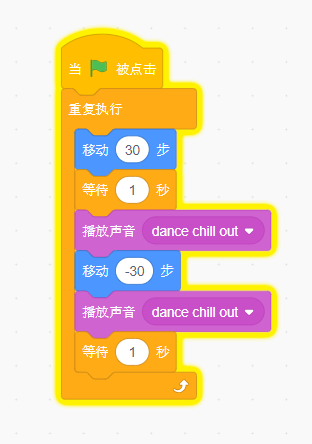 当 被点击
重复执行
移动 30 步
等待 1 秒
播放声音 dance chill out
移动 -30 步
播放声音 dance chill out
等待 1 秒